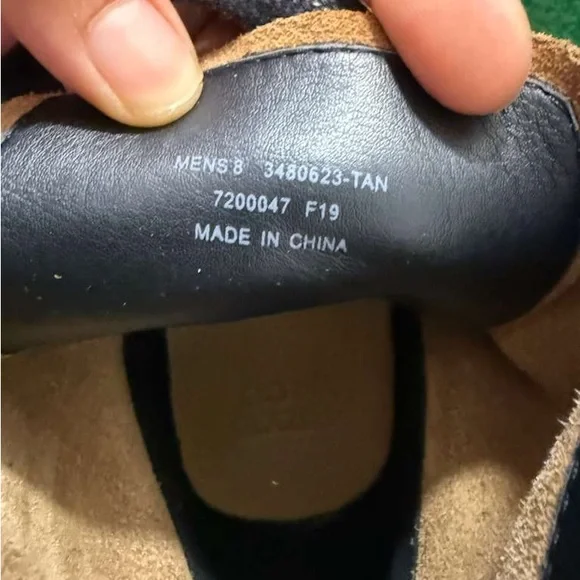 MENS 8 3480623-TAN
7200047 F19
MADE IN CHINA